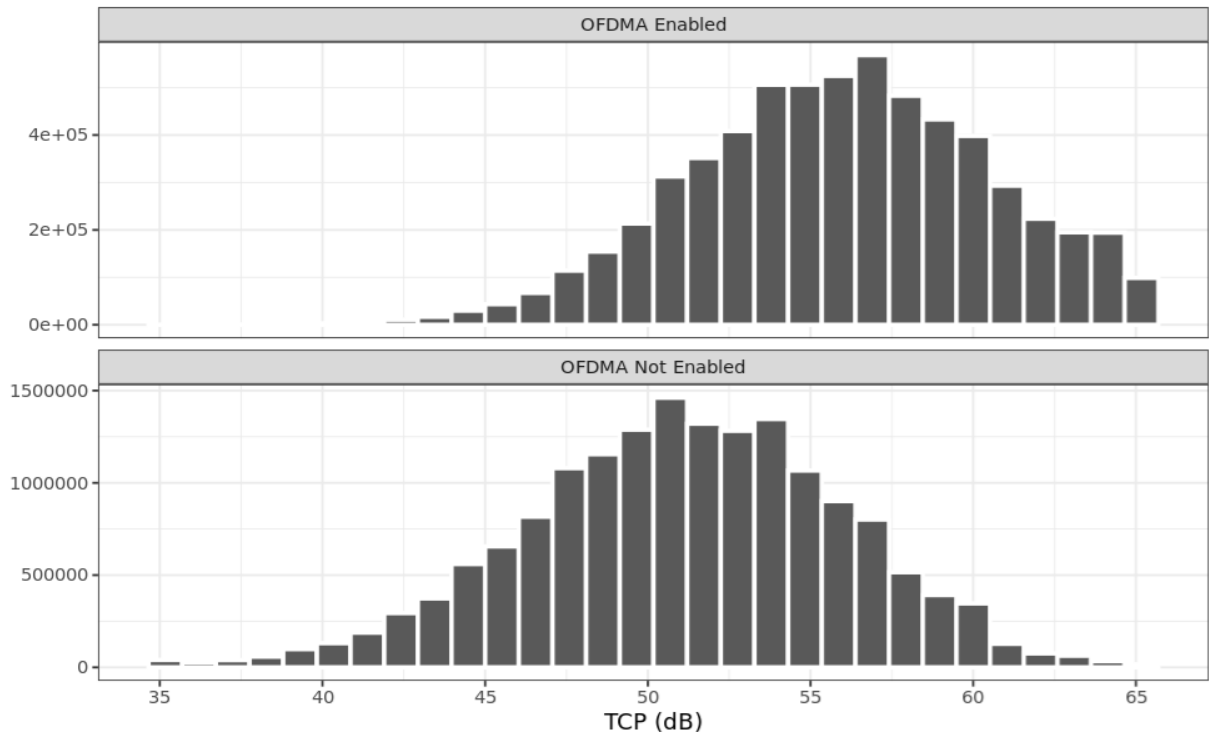 OFDMA Enabled
4e+05
2e+05
0e+00
OFDMA Not Enabled
1500000
1000000
500000
0
35 40 45 50 55 60 65
TCP (dB)